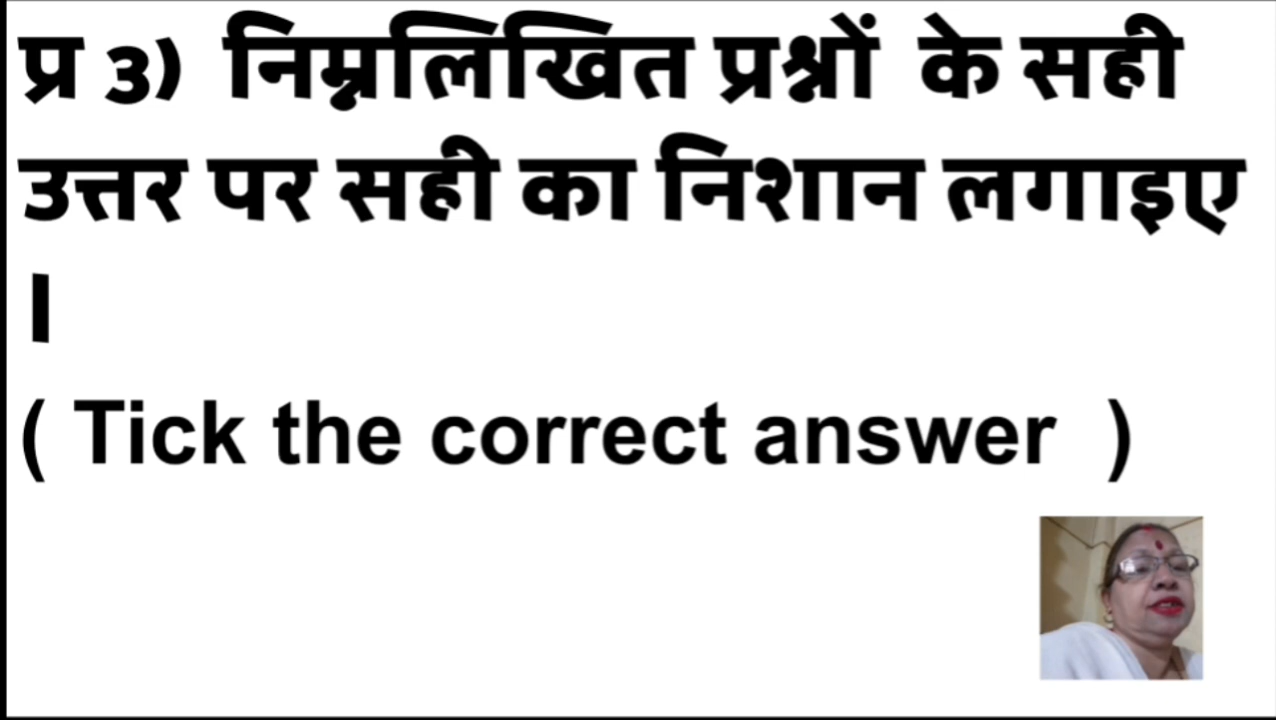 प्र 3) निम्नलिखित प्रश्नों के सही
उत्तर पर सही का निशान लगाइए
।
( Tick the correct answer )